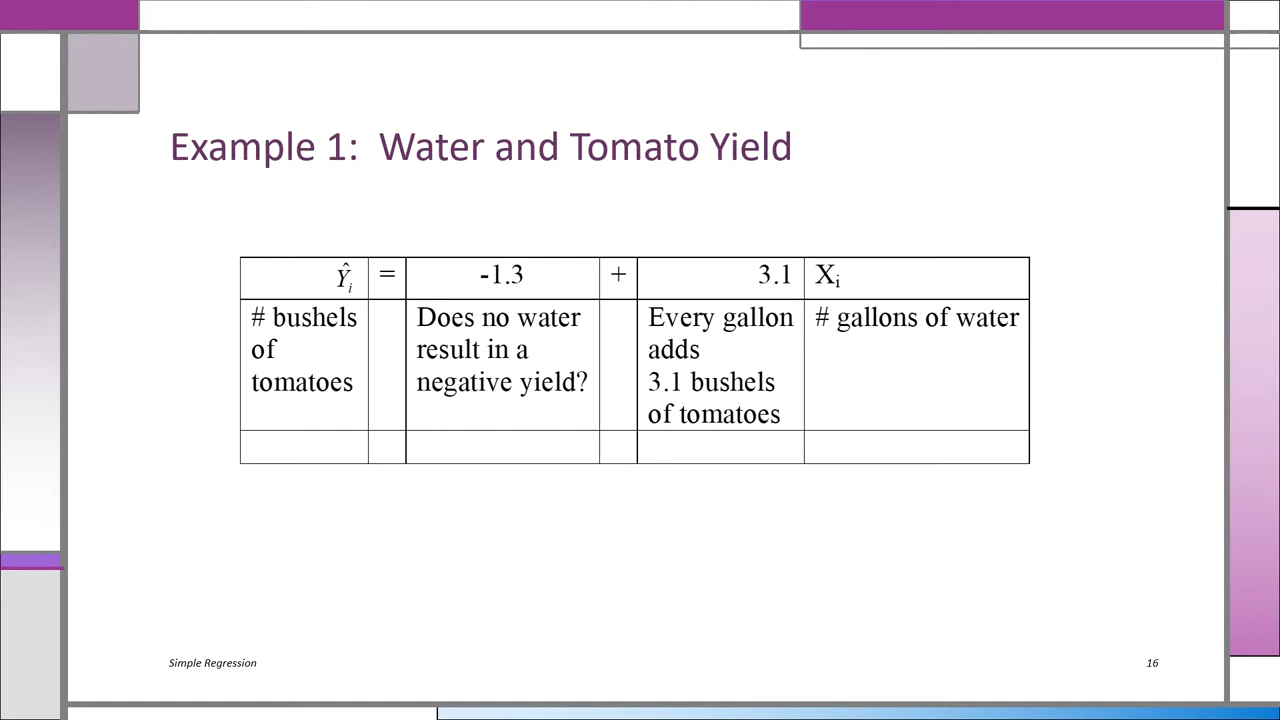 Example 1:  Water and Tomato Yield
Ŷi = -1.3 + 3.1 Xi
# bushels
of
tomatoes
Does no water
result in a
negative yield?
Every gallon
adds
3.1 bushels
of tomatoes
# gallons of water
Simple Regression
16